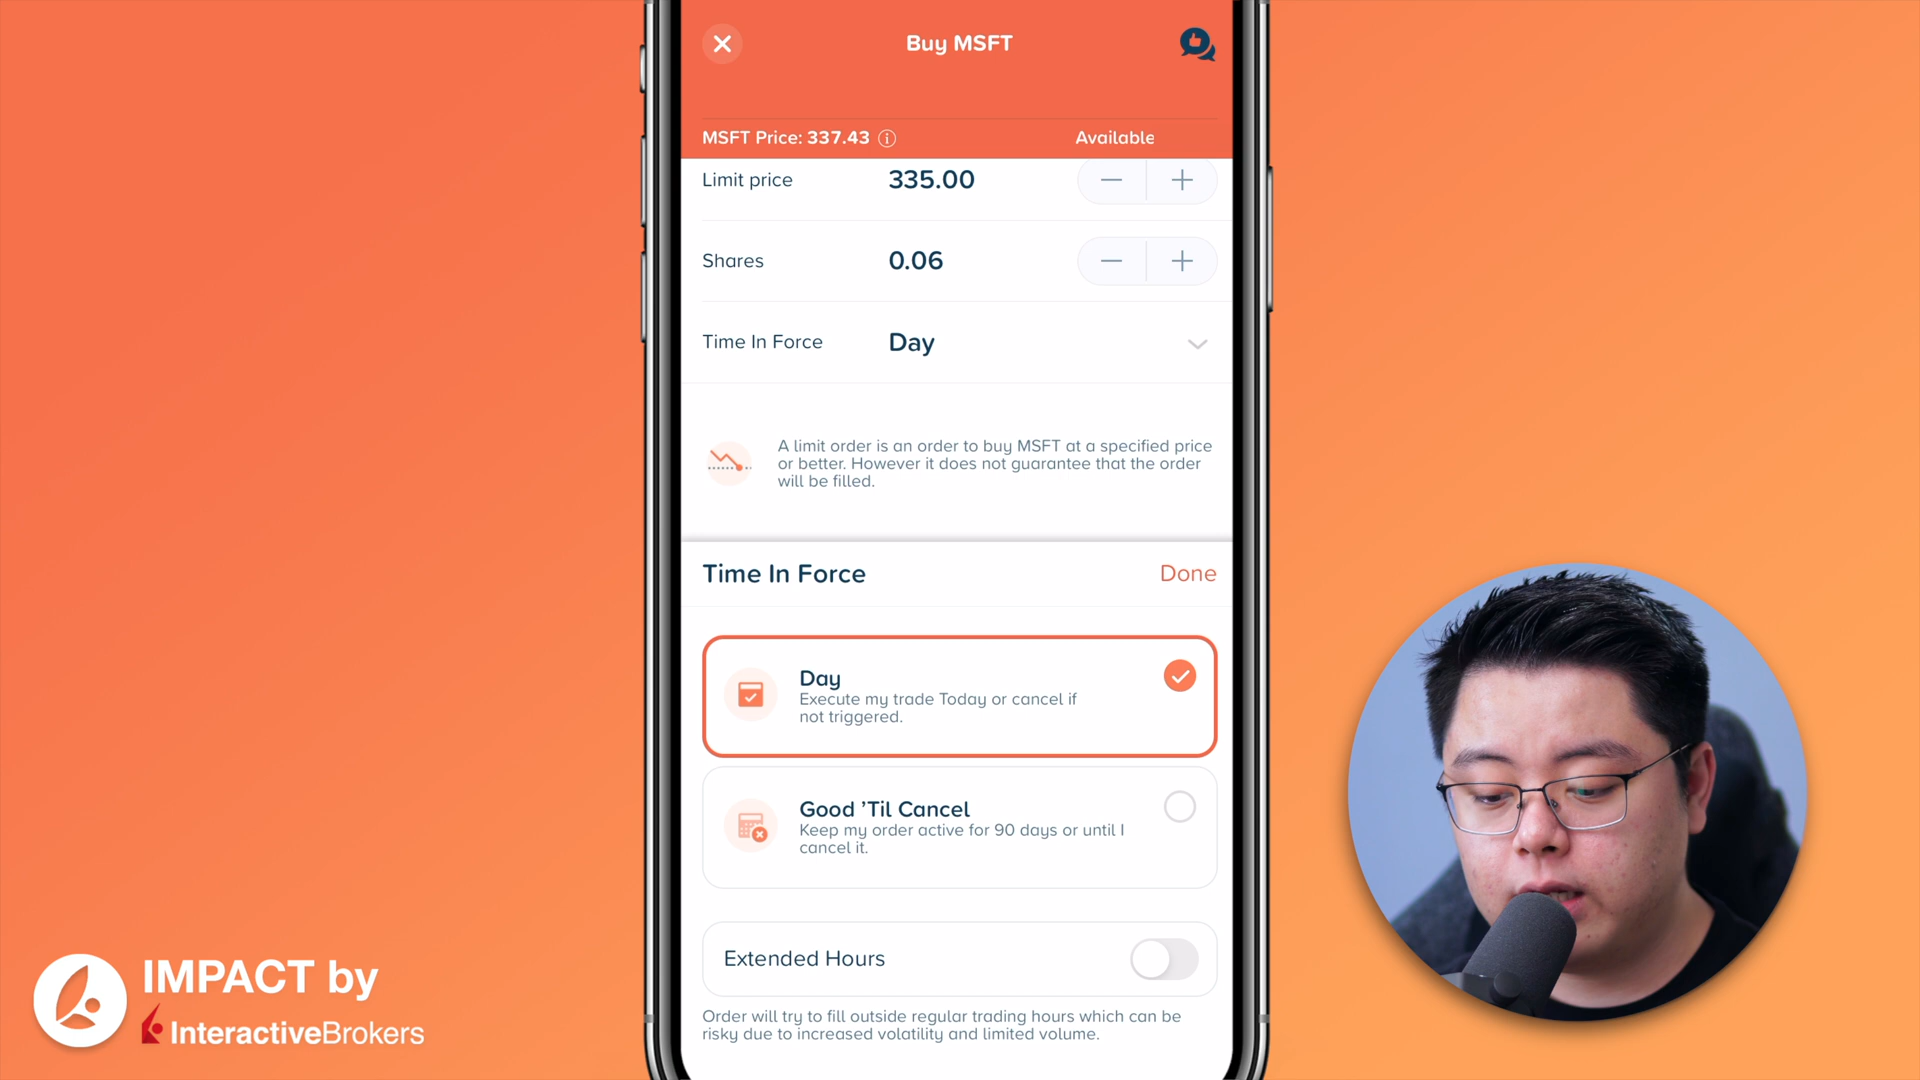 Buy MSFT
MSFT Price: 337.43
Available
Limit price 335.00
Shares 0.06
Time In Force Day
A limit order is an order to buy MSFT at a specified price
or better. However it does not guarantee that the order
will be filled.
Time In Force Done
Day
Execute my trade Today or cancel if
not triggered.
Good ’Til Cancel
Keep my order active for 90 days or until I
cancel it.
Extended Hours
Order will try to fill outside regular trading hours which can be
risky due to increased volatility and limited volume.
IMPACT by
InteractiveBrokers